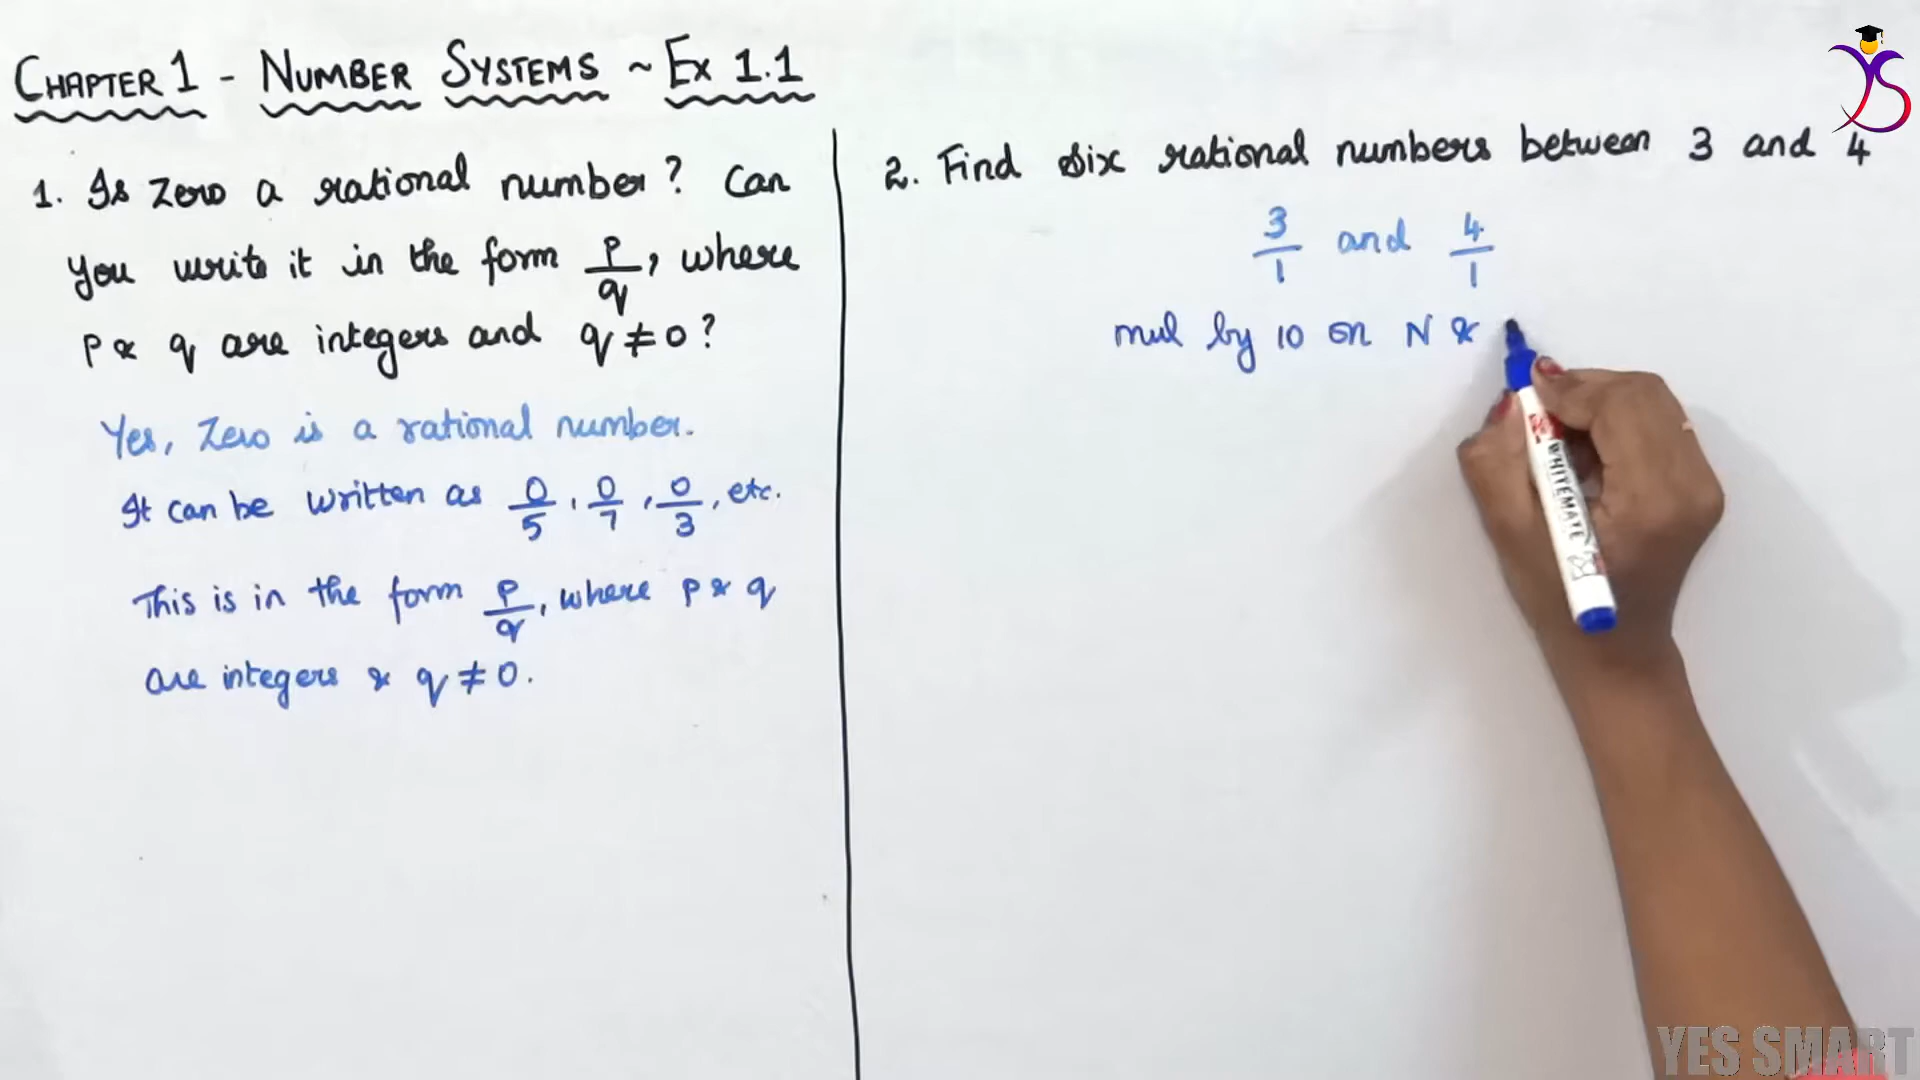 CHAPTER 1 - NUMBER SYSTEMS ~ EX 1.1
1. Is zero a rational number? Can
you write it in the form p/q, where
p & q are integers and q ≠ 0?
Yes, zero is a rational number.
It can be written as 0/5, 0/7, 0/3, etc.
This is in the form p/q, where p & q
are integers & q ≠ 0.
2. Find six rational numbers between 3 and 4
3/1 and 4/1
mul by 10 on N &
WHITEMATE
YS
YES SMART